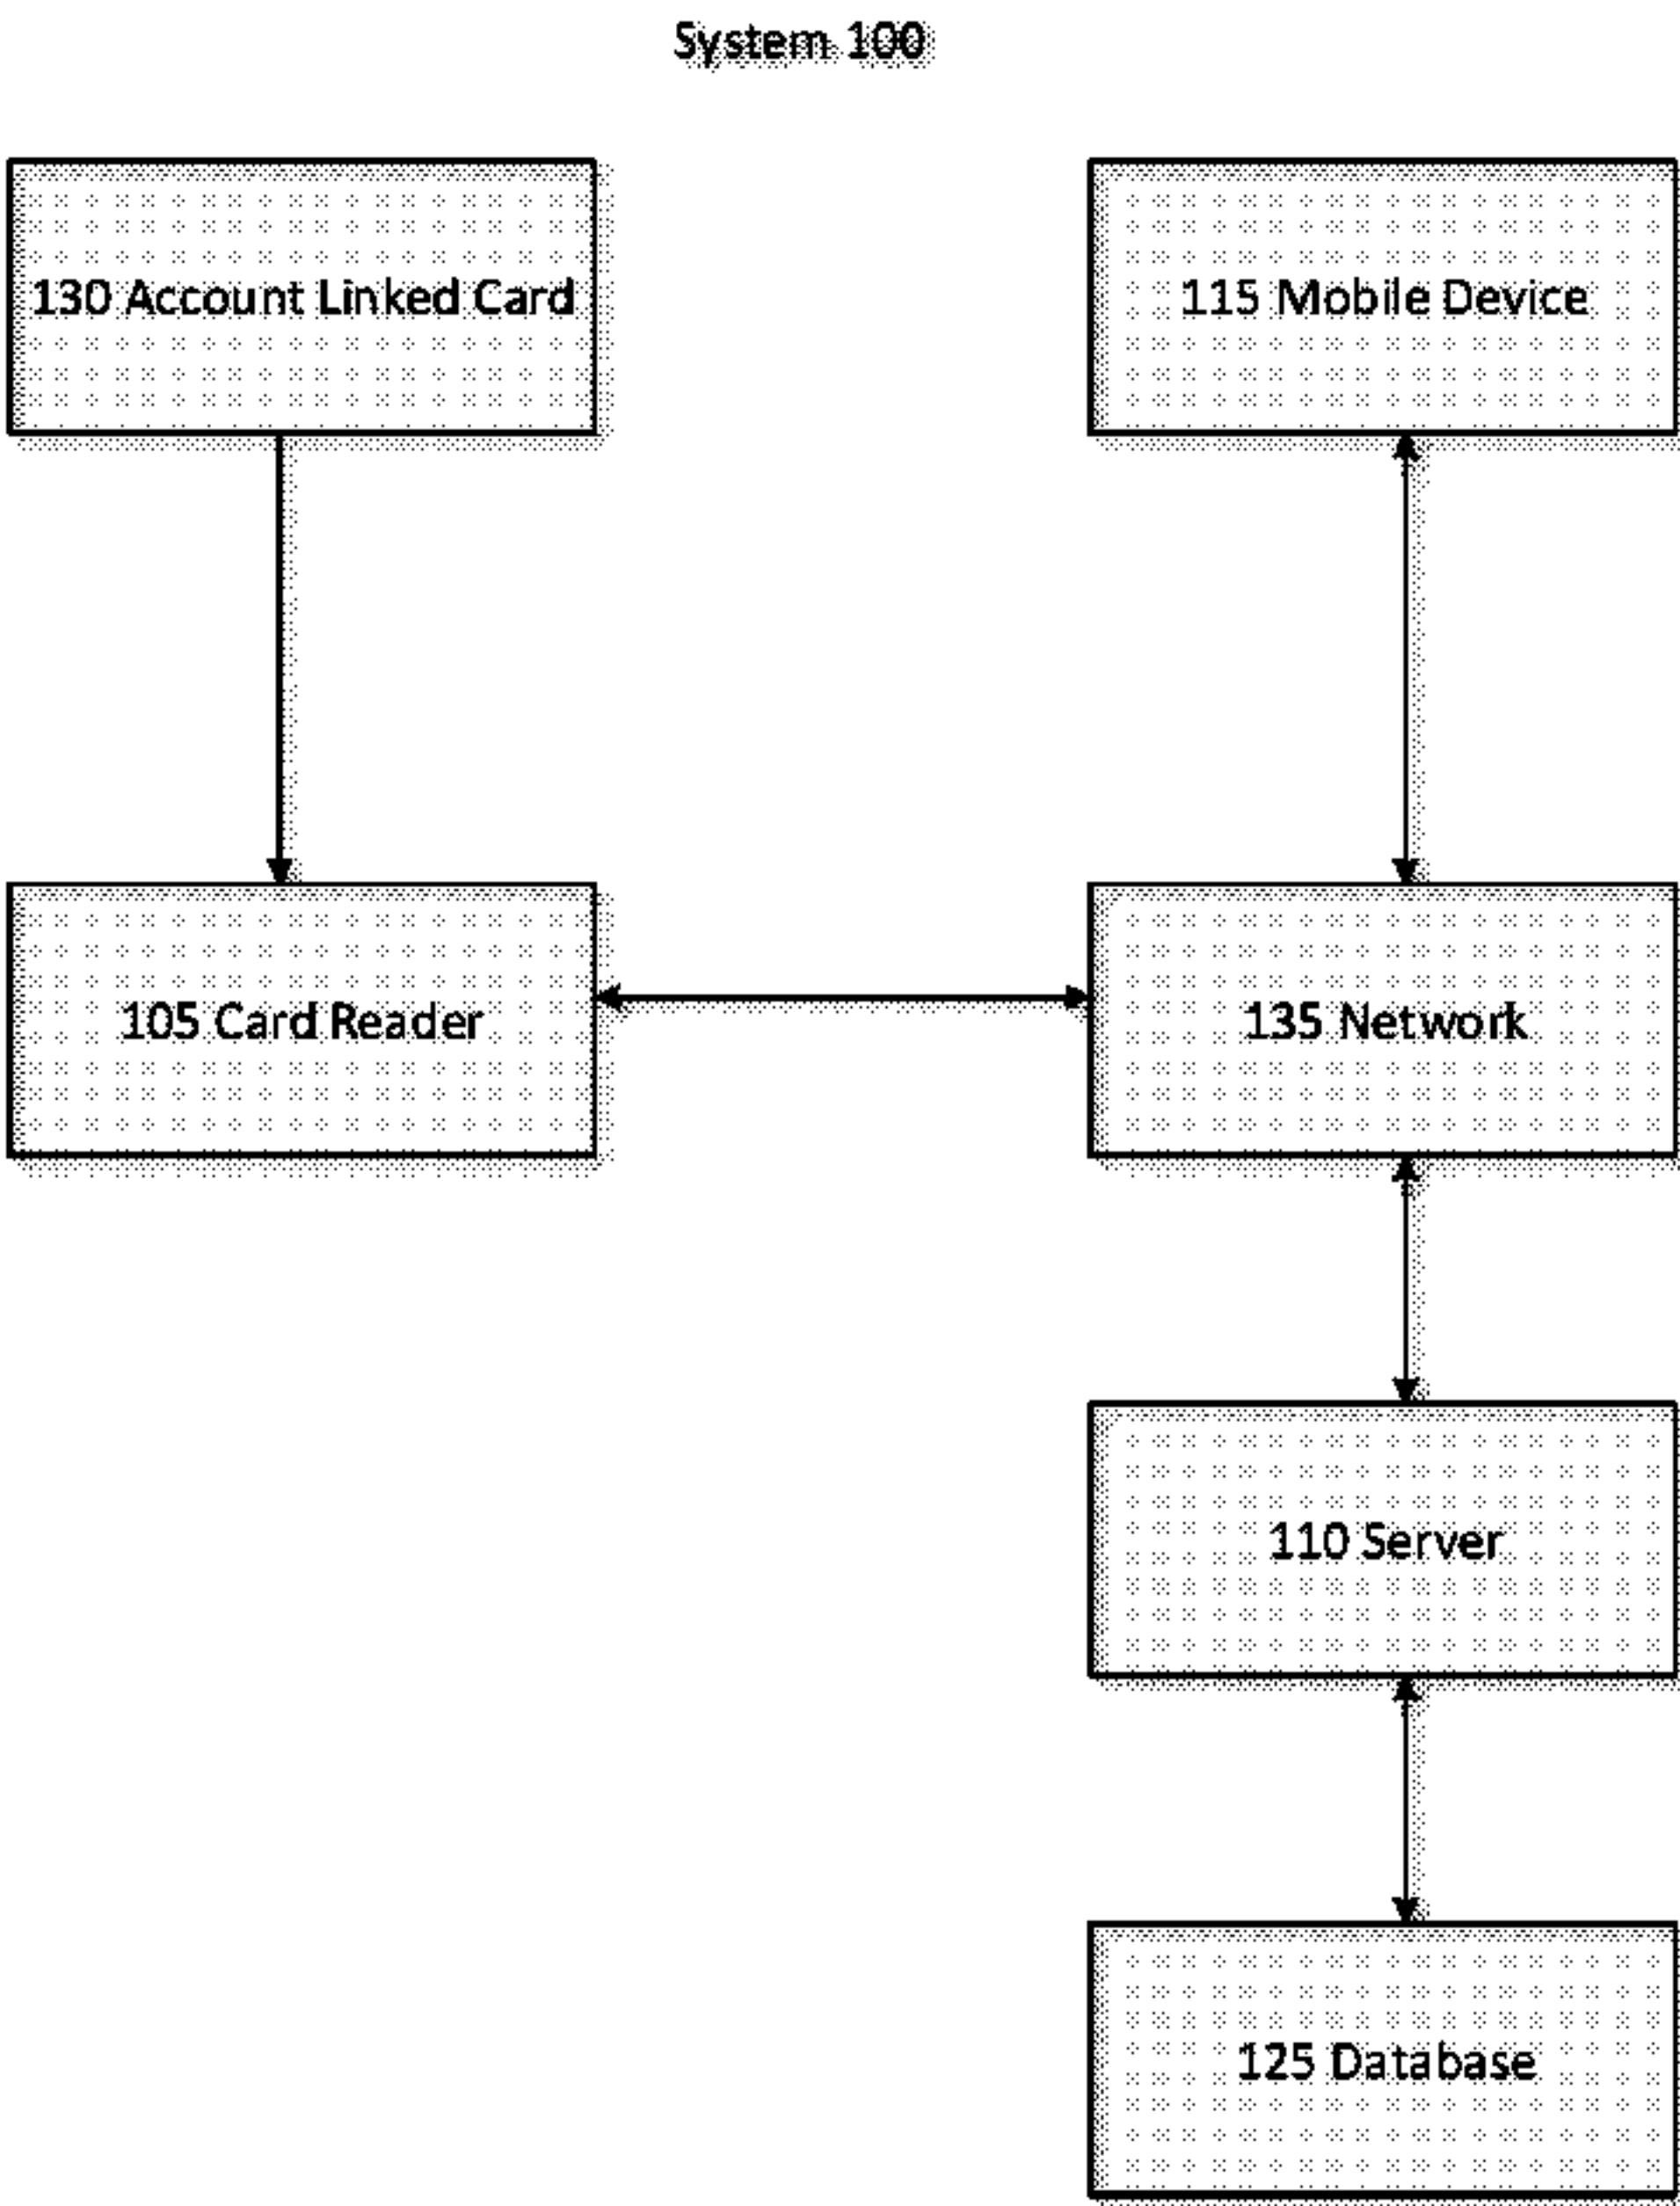 System 100
130 Account Linked Card
115 Mobile Device
105 Card Reader
135 Network
110 Server
125 Database